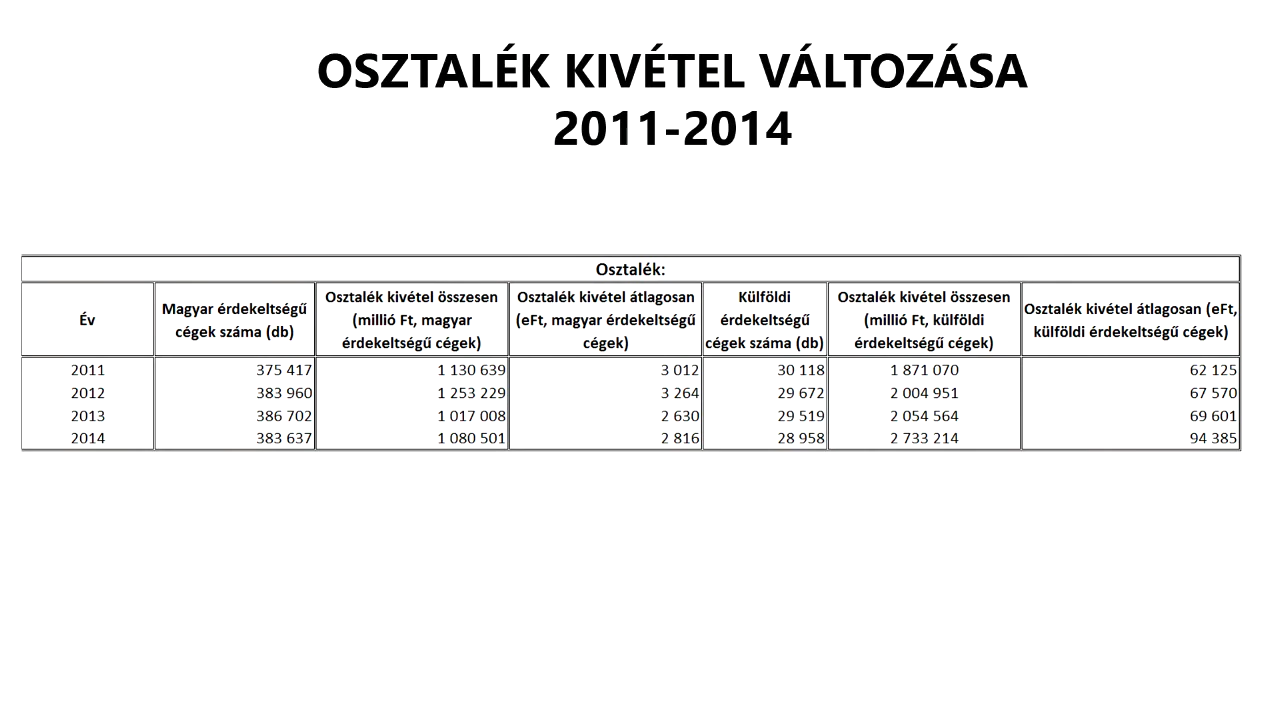 OSZTALÉK KIVÉTEL VÁLTOZÁSA
2011-2014
Osztalék:
Év
Magyar érdekeltségű
cégek száma (db)
Osztalék kivétel összesen
(millió Ft, magyar
érdekeltségű cégek)
Osztalék kivétel átlagosan
(eFt, magyar érdekeltségű
cégek)
Külföldi
érdekeltségű
cégek száma (db)
Osztalék kivétel összesen
(millió Ft, külföldi
érdekeltségű cégek)
Osztalék kivétel átlagosan (eFt,
külföldi érdekeltségű cégek)
2011 375 417 1 130 639 3 012 30 118 1 871 070 62 125
2012 383 960 1 253 229 3 264 29 672 2 004 951 67 570
2013 386 702 1 017 008 2 630 29 519 2 054 564 69 601
2014 383 637 1 080 501 2 816 28 958 2 733 214 94 385